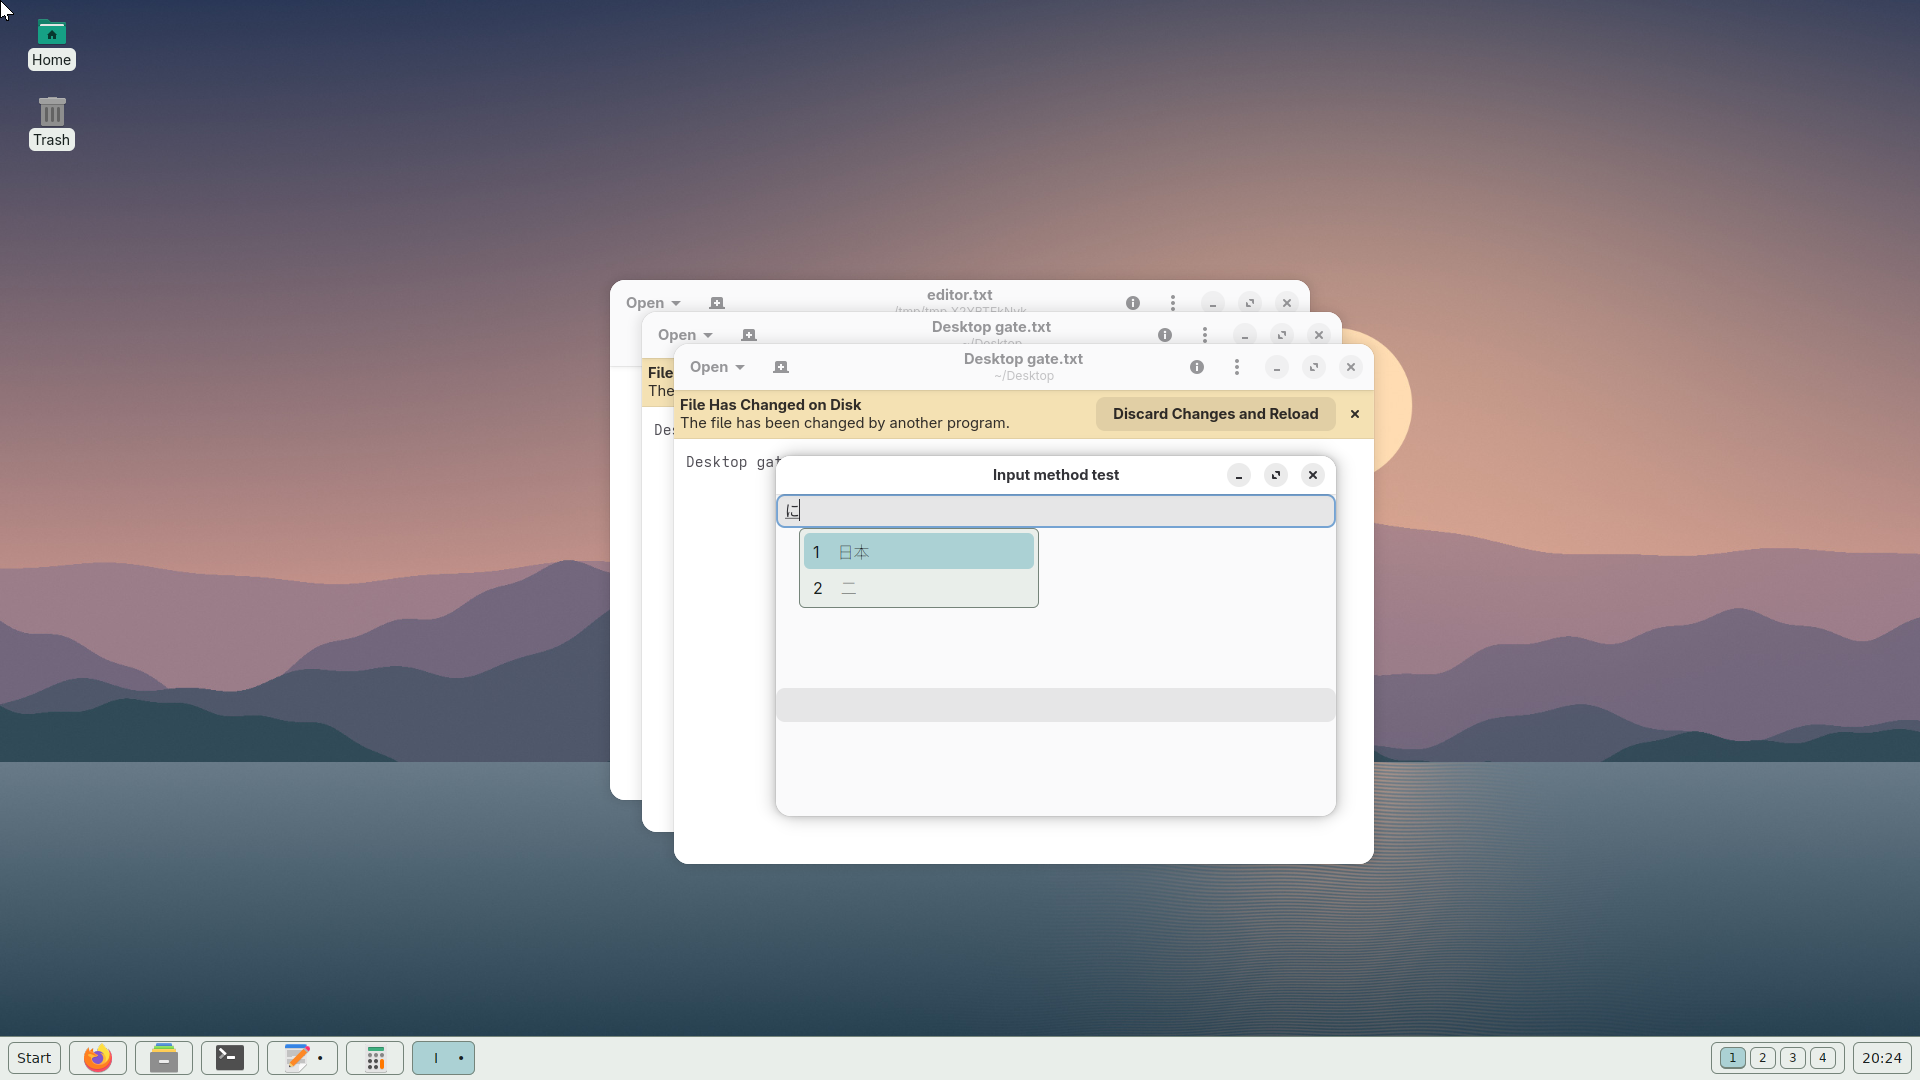 Home
Trash
Open
editor.txt
Open
Desktop gate.txt
Open
Desktop gate.txt
~/Desktop
File
The
File Has Changed on Disk
The file has been changed by another program.
Discard Changes and Reload
Desktop
Input method test
に
1 日本
2 二
Start
I
1 2 3 4
20:24